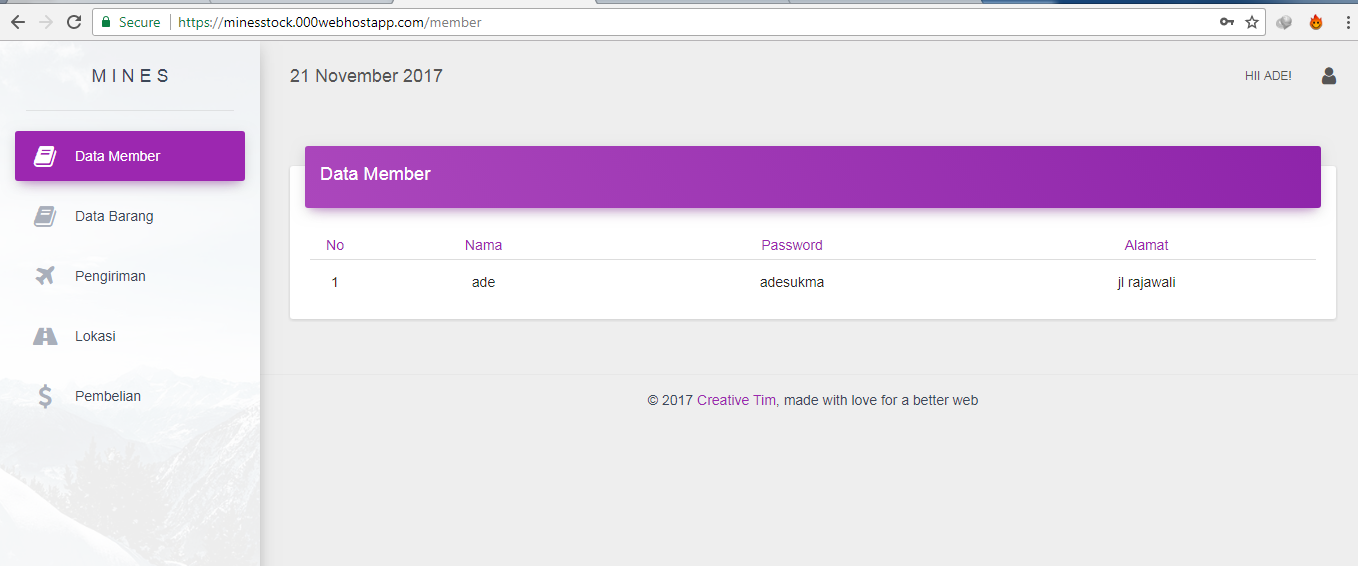 Secure https://minesstock.000webhostapp.com/member
MINES
21 November 2017
HII ADE!
Data Member
Data Barang
Pengiriman
Lokasi
Pembelian
Data Member
No Nama Password Alamat
1 ade adesukma jl rajawali
© 2017 Creative Tim, made with love for a better web